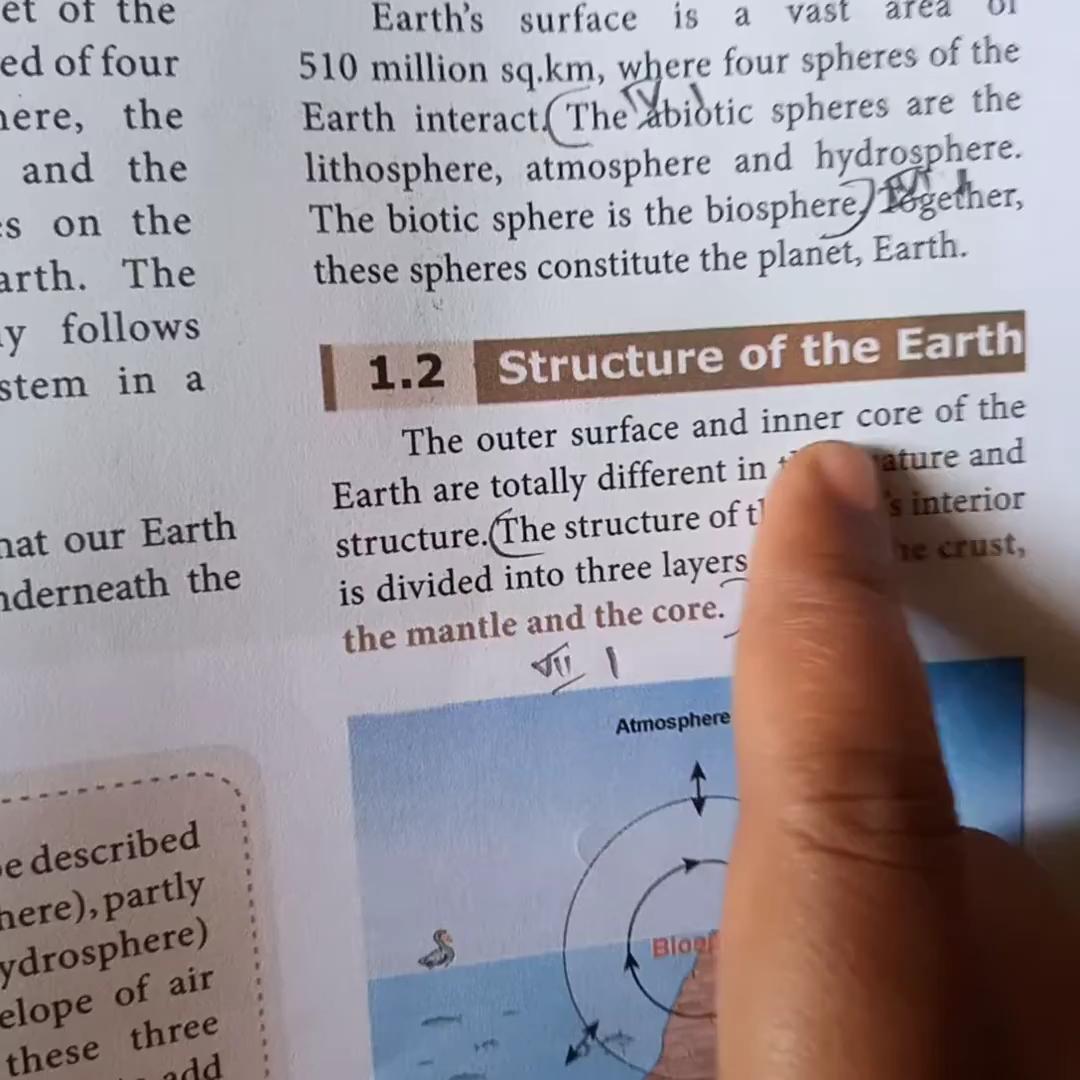 et of the
ed of four
here, the
and the
s on the
arth. The
y follows
stem in a
hat our Earth
nderneath the
e described
here), partly
ydrosphere)
elope of air
these three
add
Earth's surface is a vast area of
510 million sq.km, where four spheres of the
Earth interact. The abiotic spheres are the
lithosphere, atmosphere and hydrosphere.
The biotic sphere is the biosphere. Together,
these spheres constitute the planet, Earth.
1.2 Structure of the Earth
The outer surface and inner core of the
Earth are totally different in ature and
structure. The structure of 's interior
is divided into three layers he crust,
the mantle and the core.
VII 1
Atmosphere